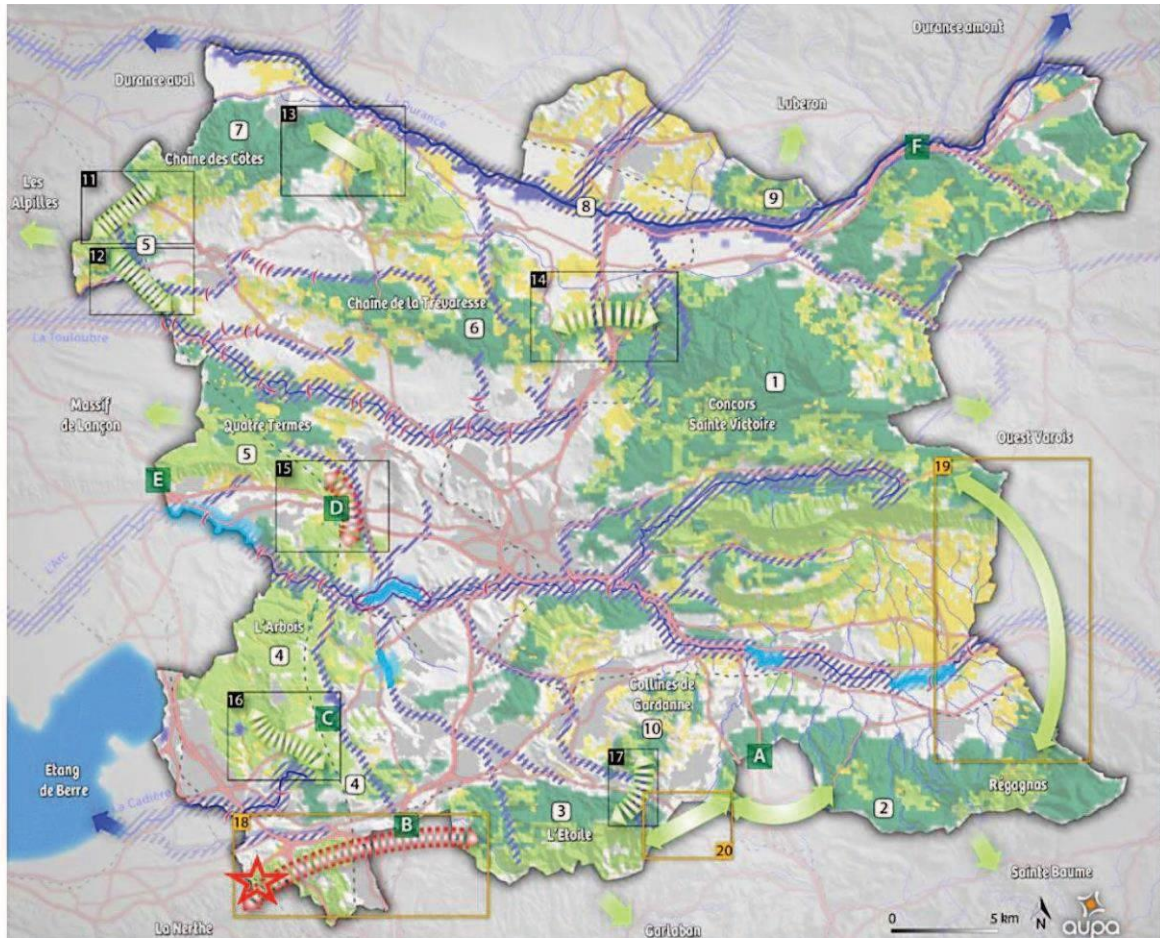 Durance amont
Durance aval
La Durance
Luberon
13
7
Chaîne des Côtes
F
11
Les
Alpilles
9
8
5
12
14
Chaîne de la Trévaresse
6
La Touloubre
1
Massif
de Lançon
Concors
Sainte Victoire
Quatre Termes
Ouest Varois
5
15
19
E
D
L'Arc
L'Arbois
4
Collines de
Gardanne
16
C
10
17
A
Etang
de Berre
4
Regagnas
La Cadière
18
B
3
2
L'Etoile
20
Sainte Baume
La Nerthe
Garlaban
0
5 km
N
aupa